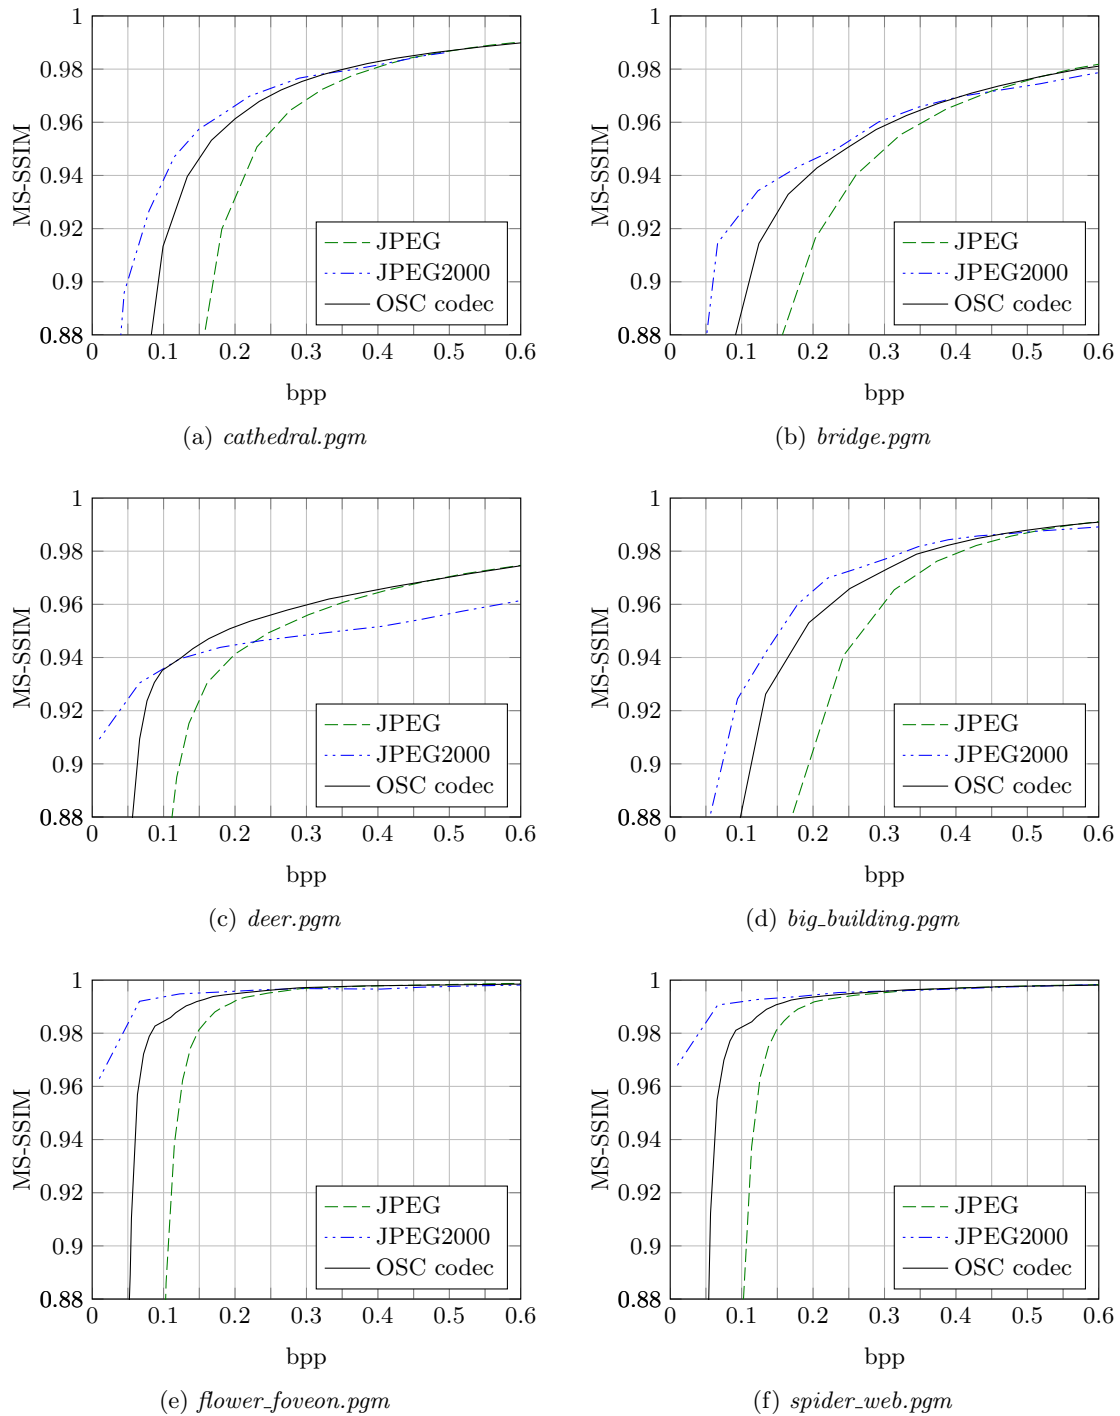 1
0.98
0.96
0.94
0.92
0.9
0.88
MS-SSIM
JPEG
JPEG2000
OSC codec
0 0.1 0.2 0.3 0.4 0.5 0.6
bpp
(a) cathedral.pgm
1
0.98
0.96
0.94
0.92
0.9
0.88
MS-SSIM
JPEG
JPEG2000
OSC codec
0 0.1 0.2 0.3 0.4 0.5 0.6
bpp
(b) bridge.pgm
1
0.98
0.96
0.94
0.92
0.9
0.88
MS-SSIM
JPEG
JPEG2000
OSC codec
0 0.1 0.2 0.3 0.4 0.5 0.6
bpp
(c) deer.pgm
1
0.98
0.96
0.94
0.92
0.9
0.88
MS-SSIM
JPEG
JPEG2000
OSC codec
0 0.1 0.2 0.3 0.4 0.5 0.6
bpp
(d) big_building.pgm
1
0.98
0.96
0.94
0.92
0.9
0.88
MS-SSIM
JPEG
JPEG2000
OSC codec
0 0.1 0.2 0.3 0.4 0.5 0.6
bpp
(e) flower_foveon.pgm
1
0.98
0.96
0.94
0.92
0.9
0.88
MS-SSIM
JPEG
JPEG2000
OSC codec
0 0.1 0.2 0.3 0.4 0.5 0.6
bpp
(f) spider_web.pgm